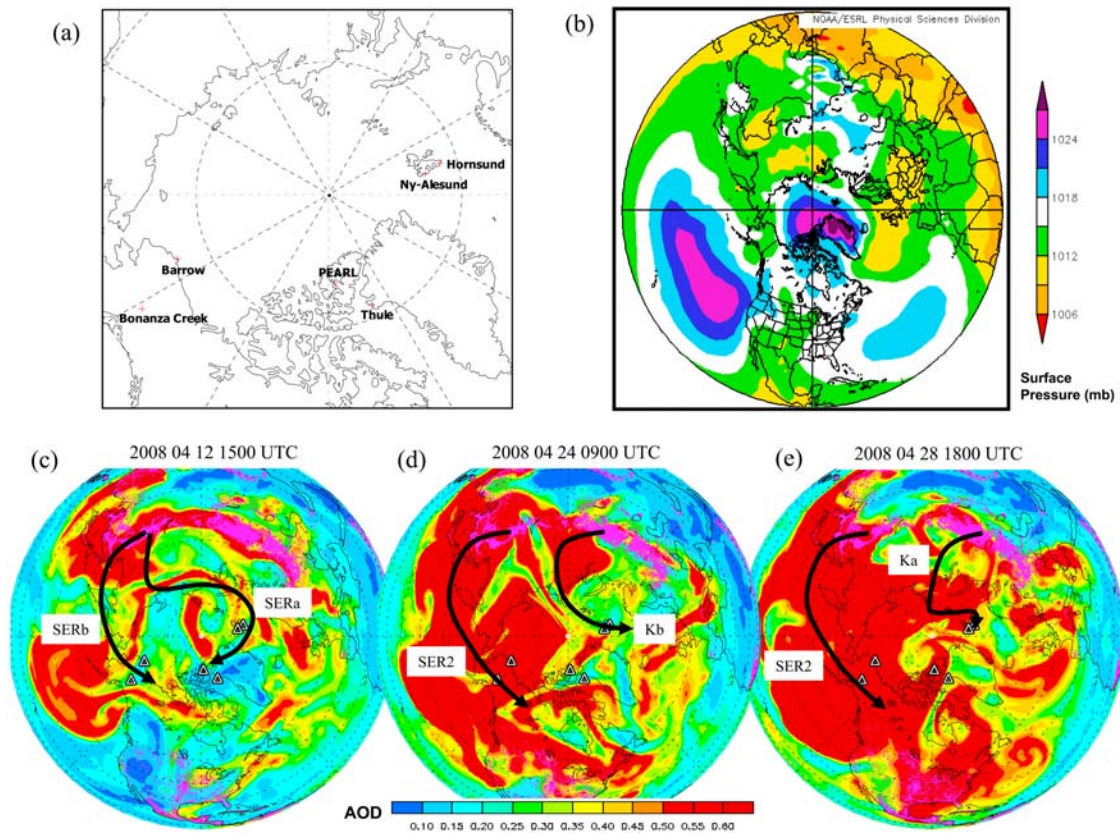 (a)
Hornsund
Ny-Alesund
Barrow
PEARL
Bonanza Creek
Thule
(b)
NOAA/ESRL Physical Sciences Division
1024
1018
1012
1006
Surface
Pressure (mb)
(c)
2008 04 12 1500 UTC
SERb
SERa
(d)
2008 04 24 0900 UTC
SER2
Kb
(e)
2008 04 28 1800 UTC
Ka
SER2
AOD
0.10 0.15 0.20 0.25 0.30 0.35 0.40 0.45 0.50 0.55 0.60